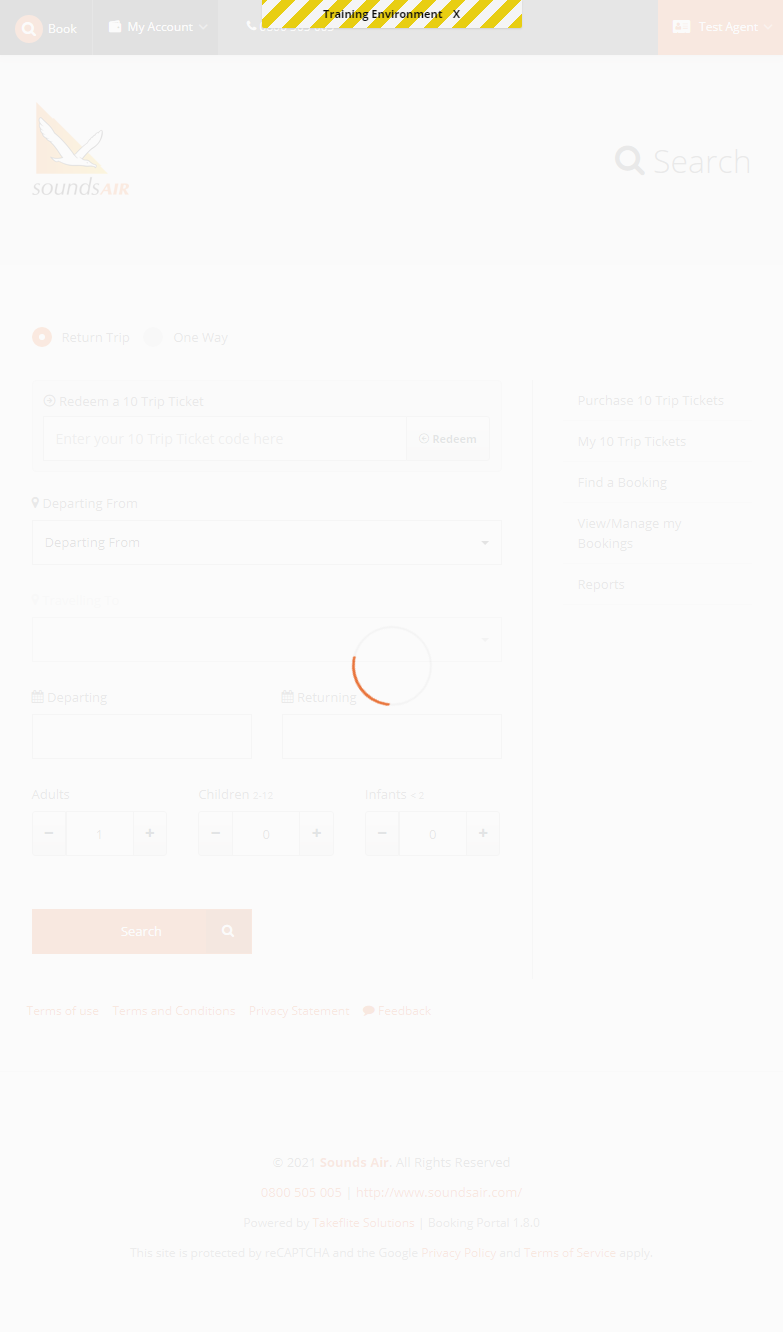 Training Environment X
Book
My Account
Test Agent
sounds AIR
Search
Return Trip
One Way
Redeem a 10 Trip Ticket
Enter your 10 Trip Ticket code here
Redeem
Departing From
Departing From
Departing
Returning
Adults
Children 2-12
Infants < 2
1
0
0
Search
Purchase 10 Trip Tickets
My 10 Trip Tickets
Find a Booking
View/Manage my
Bookings
Reports
Terms of use
Terms and Conditions
Privacy Statement
Feedback
© 2021 Sounds Air. All Rights Reserved
0800 505 005 | http://www.soundsair.com/
Powered by Takeflite Solutions | Booking Portal 1.8.0
This site is protected by reCAPTCHA and the Google Privacy Policy and Terms of Service apply.